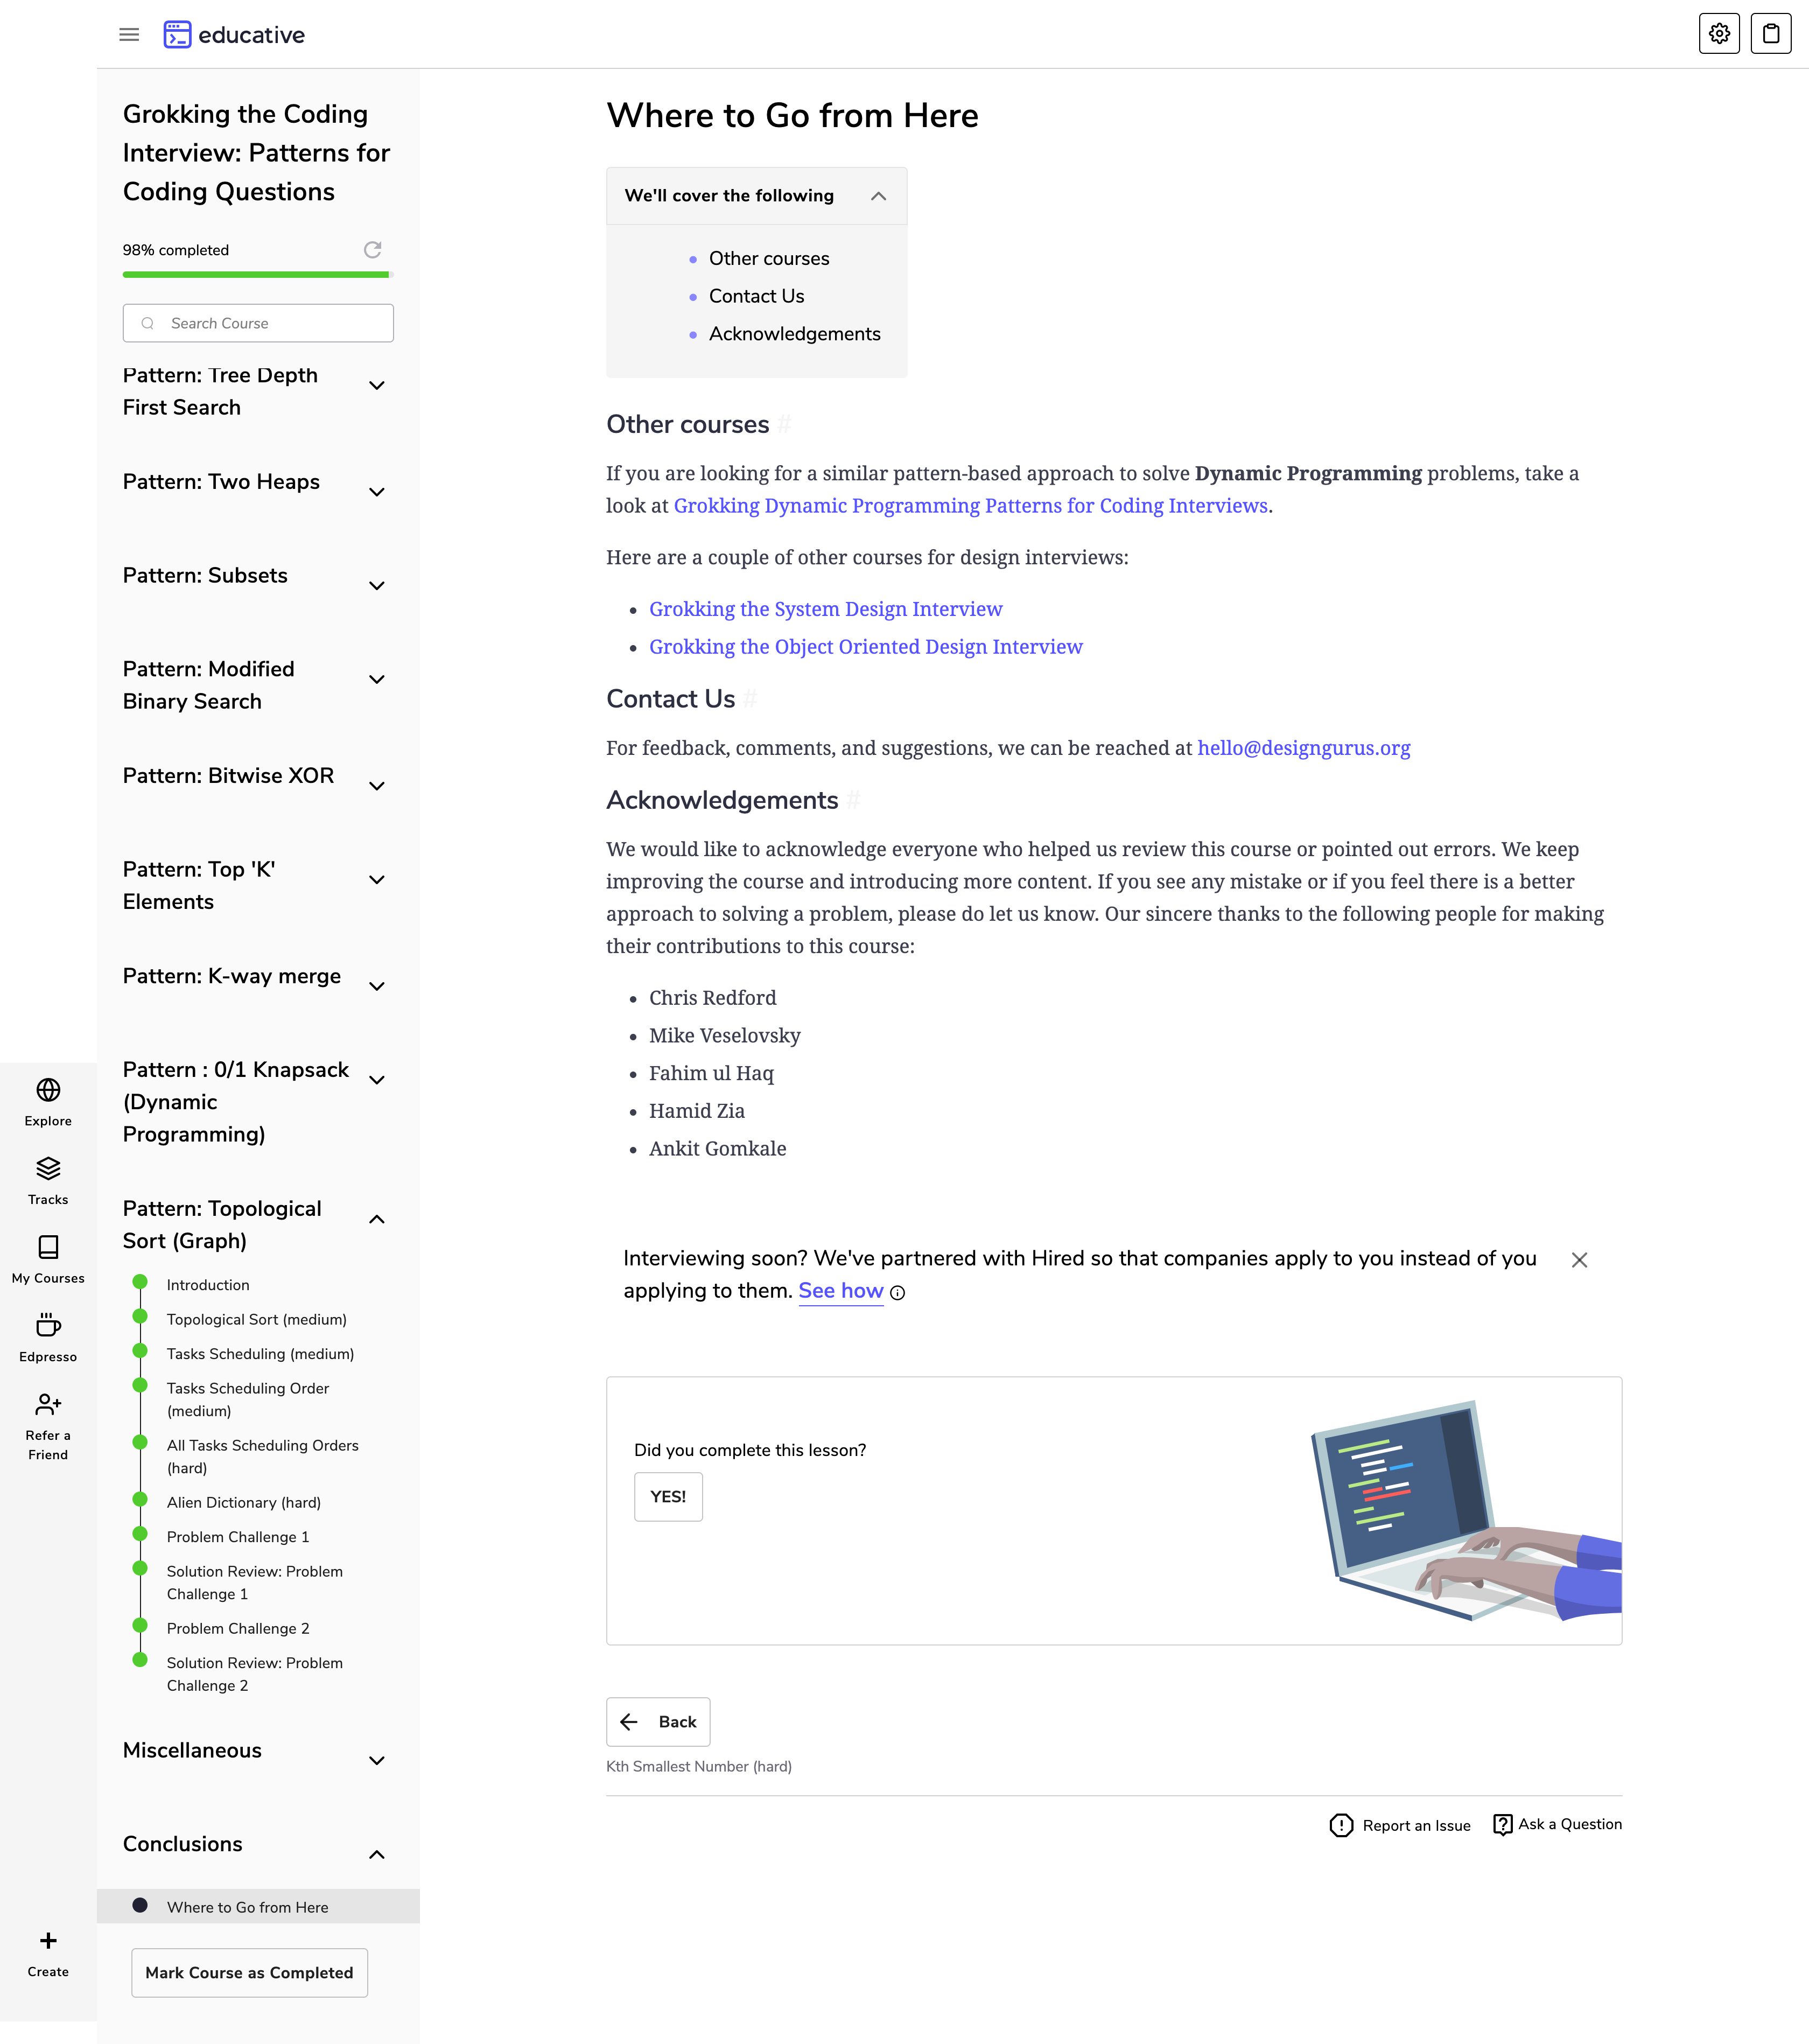 educative
Grokking the Coding
Interview: Patterns for
Coding Questions
98% completed
Search Course
Pattern: Tree Depth
First Search
Pattern: Two Heaps
Pattern: Subsets
Pattern: Modified
Binary Search
Pattern: Bitwise XOR
Pattern: Top 'K'
Elements
Pattern: K-way merge
Pattern : 0/1 Knapsack
(Dynamic
Programming)
Pattern: Topological
Sort (Graph)
Introduction
Topological Sort (medium)
Tasks Scheduling (medium)
Tasks Scheduling Order
(medium)
All Tasks Scheduling Orders
(hard)
Alien Dictionary (hard)
Problem Challenge 1
Solution Review: Problem
Challenge 1
Problem Challenge 2
Solution Review: Problem
Challenge 2
Miscellaneous
Conclusions
Where to Go from Here
Mark Course as Completed
Explore
Tracks
My Courses
Edpresso
Refer a
Friend
Create
Where to Go from Here
We'll cover the following
Other courses
Contact Us
Acknowledgements
Other courses #
If you are looking for a similar pattern-based approach to solve Dynamic Programming problems, take a
look at Grokking Dynamic Programming Patterns for Coding Interviews.
Here are a couple of other courses for design interviews:
Grokking the System Design Interview
Grokking the Object Oriented Design Interview
Contact Us #
For feedback, comments, and suggestions, we can be reached at hello@designgurus.org
Acknowledgements #
We would like to acknowledge everyone who helped us review this course or pointed out errors. We keep
improving the course and introducing more content. If you see any mistake or if you feel there is a better
approach to solving a problem, please do let us know. Our sincere thanks to the following people for making
their contributions to this course:
Chris Redford
Mike Veselovsky
Fahim ul Haq
Hamid Zia
Ankit Gomkale
Interviewing soon? We've partnered with Hired so that companies apply to you instead of you
applying to them. See how
Did you complete this lesson?
YES!
Back
Kth Smallest Number (hard)
Report an Issue
Ask a Question